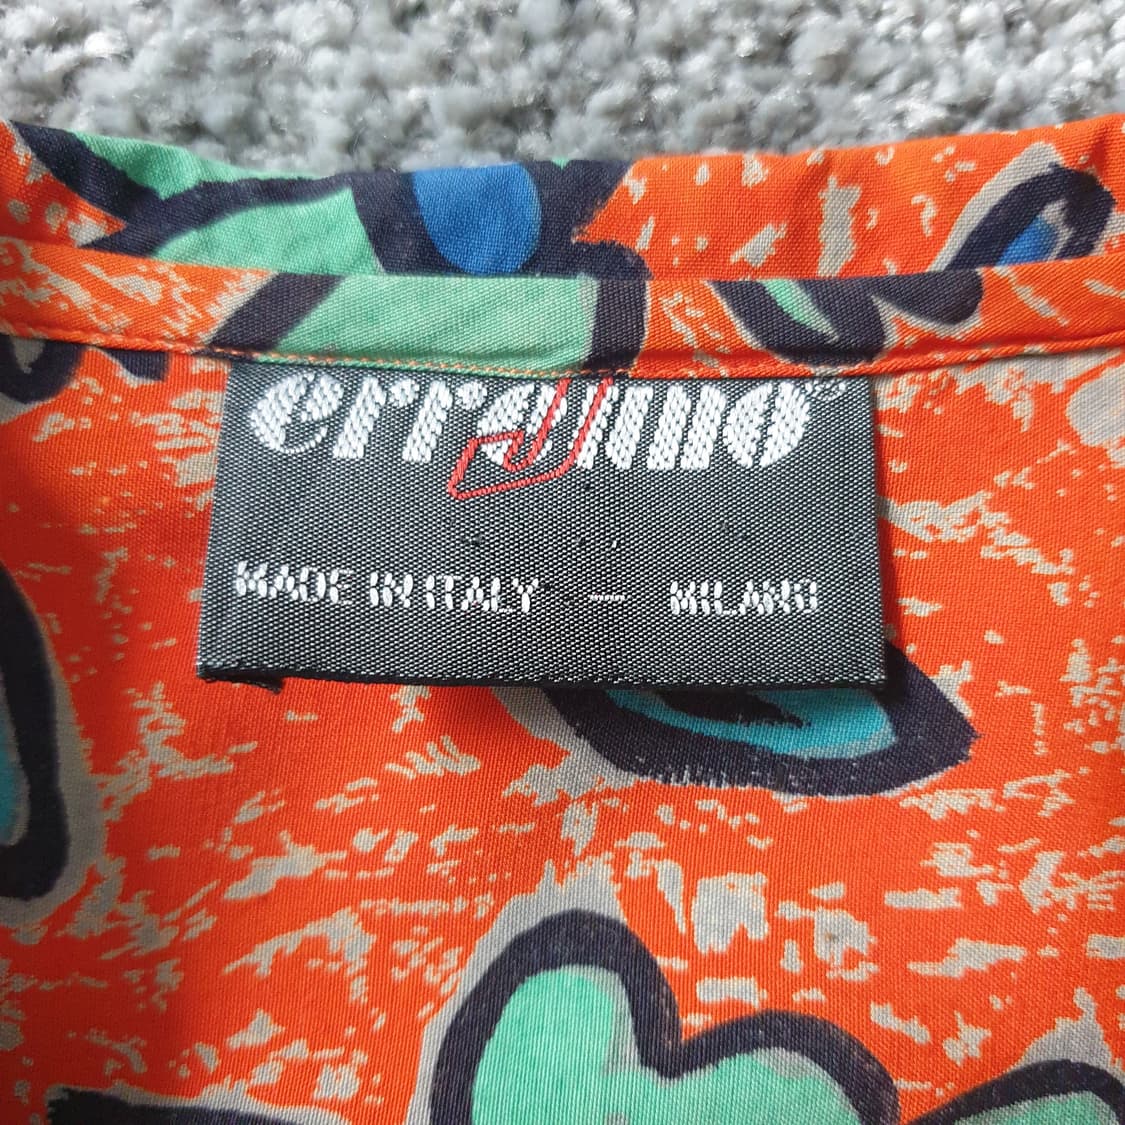 erreuno®
J
MADE IN ITALY — MILANO